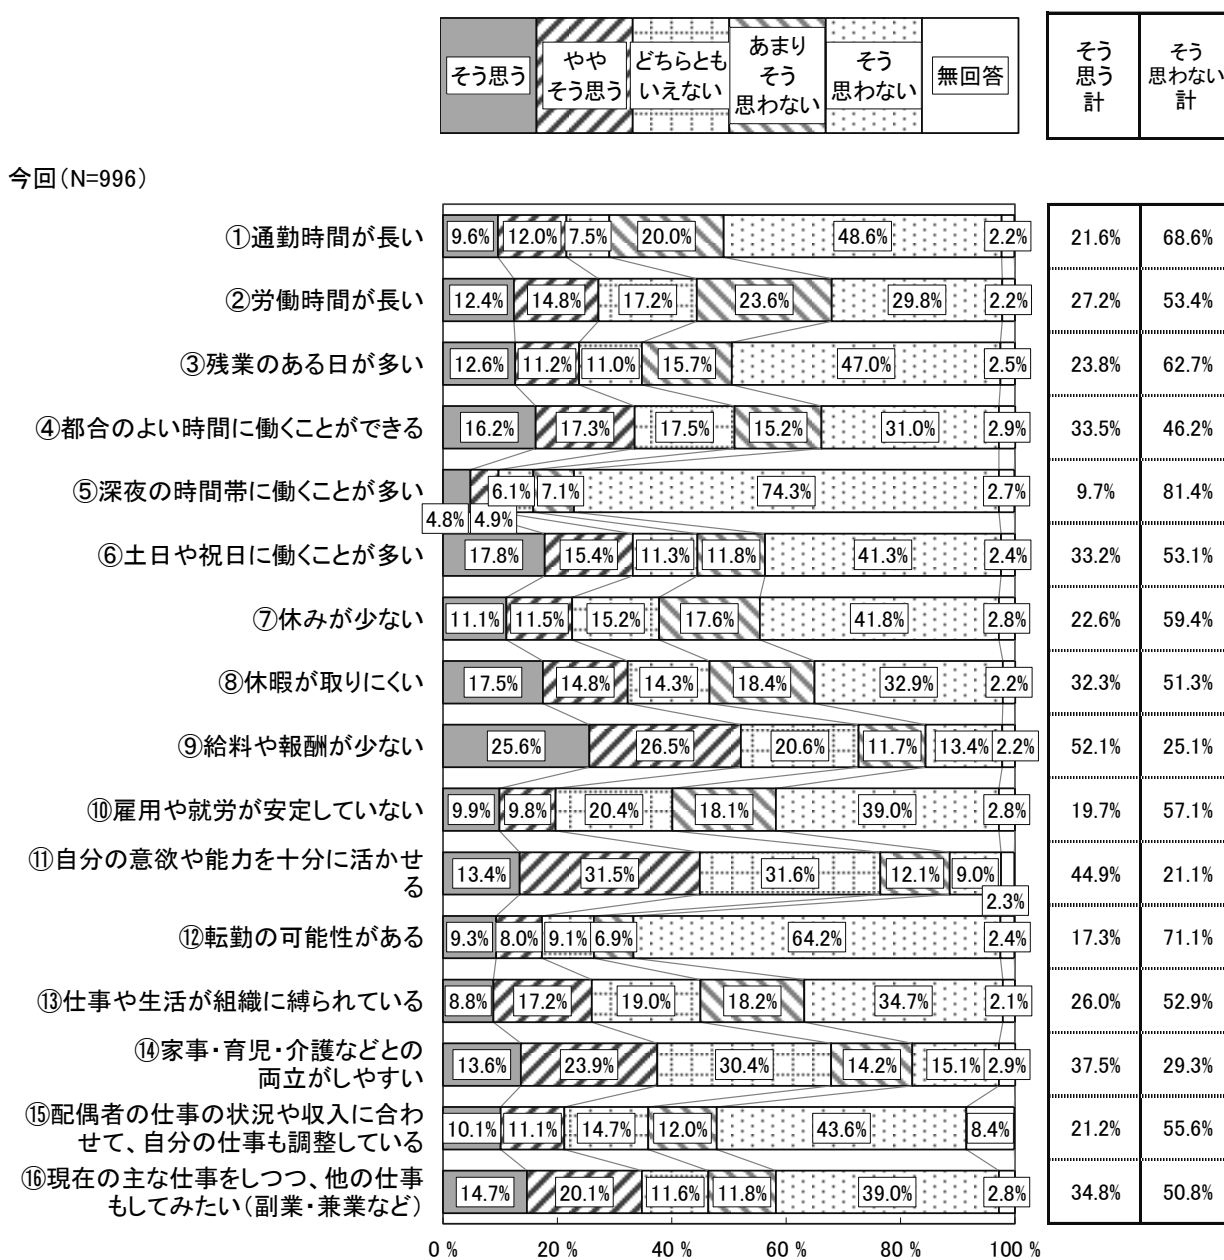 そう思う
やや
そう思う
どちらとも
いえない
あまり
そう
思わない
そう
思わない
無回答
そう
思う
計
そう
思わない
計
今回(N=996)
①通勤時間が長い 9.6% 12.0% 7.5% 20.0% 48.6% 2.2% 21.6% 68.6%
②労働時間が長い 12.4% 14.8% 17.2% 23.6% 29.8% 2.2% 27.2% 53.4%
③残業のある日が多い 12.6% 11.2% 11.0% 15.7% 47.0% 2.5% 23.8% 62.7%
④都合のよい時間に働くことができる 16.2% 17.3% 17.5% 15.2% 31.0% 2.9% 33.5% 46.2%
⑤深夜の時間帯に働くことが多い 6.1% 7.1% 74.3% 2.7% 9.7% 81.4%
4.8% 4.9%
⑥土日や祝日に働くことが多い 17.8% 15.4% 11.3% 11.8% 41.3% 2.4% 33.2% 53.1%
⑦休みが少ない 11.1% 11.5% 15.2% 17.6% 41.8% 2.8% 22.6% 59.4%
⑧休暇が取りにくい 17.5% 14.8% 14.3% 18.4% 32.9% 2.2% 32.3% 51.3%
⑨給料や報酬が少ない 25.6% 26.5% 20.6% 11.7% 13.4% 2.2% 52.1% 25.1%
⑩雇用や就労が安定していない 9.9% 9.8% 20.4% 18.1% 39.0% 2.8% 19.7% 57.1%
⑪自分の意欲や能力を十分に活かせ
る 13.4% 31.5% 31.6% 12.1% 9.0% 44.9% 21.1%
2.3%
⑫転勤の可能性がある 9.3% 8.0% 9.1% 6.9% 64.2% 2.4% 17.3% 71.1%
⑬仕事や生活が組織に縛られている 8.8% 17.2% 19.0% 18.2% 34.7% 2.1% 26.0% 52.9%
⑭家事・育児・介護などとの
両立がしやすい 13.6% 23.9% 30.4% 14.2% 15.1% 2.9% 37.5% 29.3%
⑮配偶者の仕事の状況や収入に合わ
せて、自分の仕事も調整している 10.1% 11.1% 14.7% 12.0% 43.6% 8.4% 21.2% 55.6%
⑯現在の主な仕事をしつつ、他の仕事
もしてみたい(副業・兼業など) 14.7% 20.1% 11.6% 11.8% 39.0% 2.8% 34.8% 50.8%
0% 20% 40% 60% 80% 100%